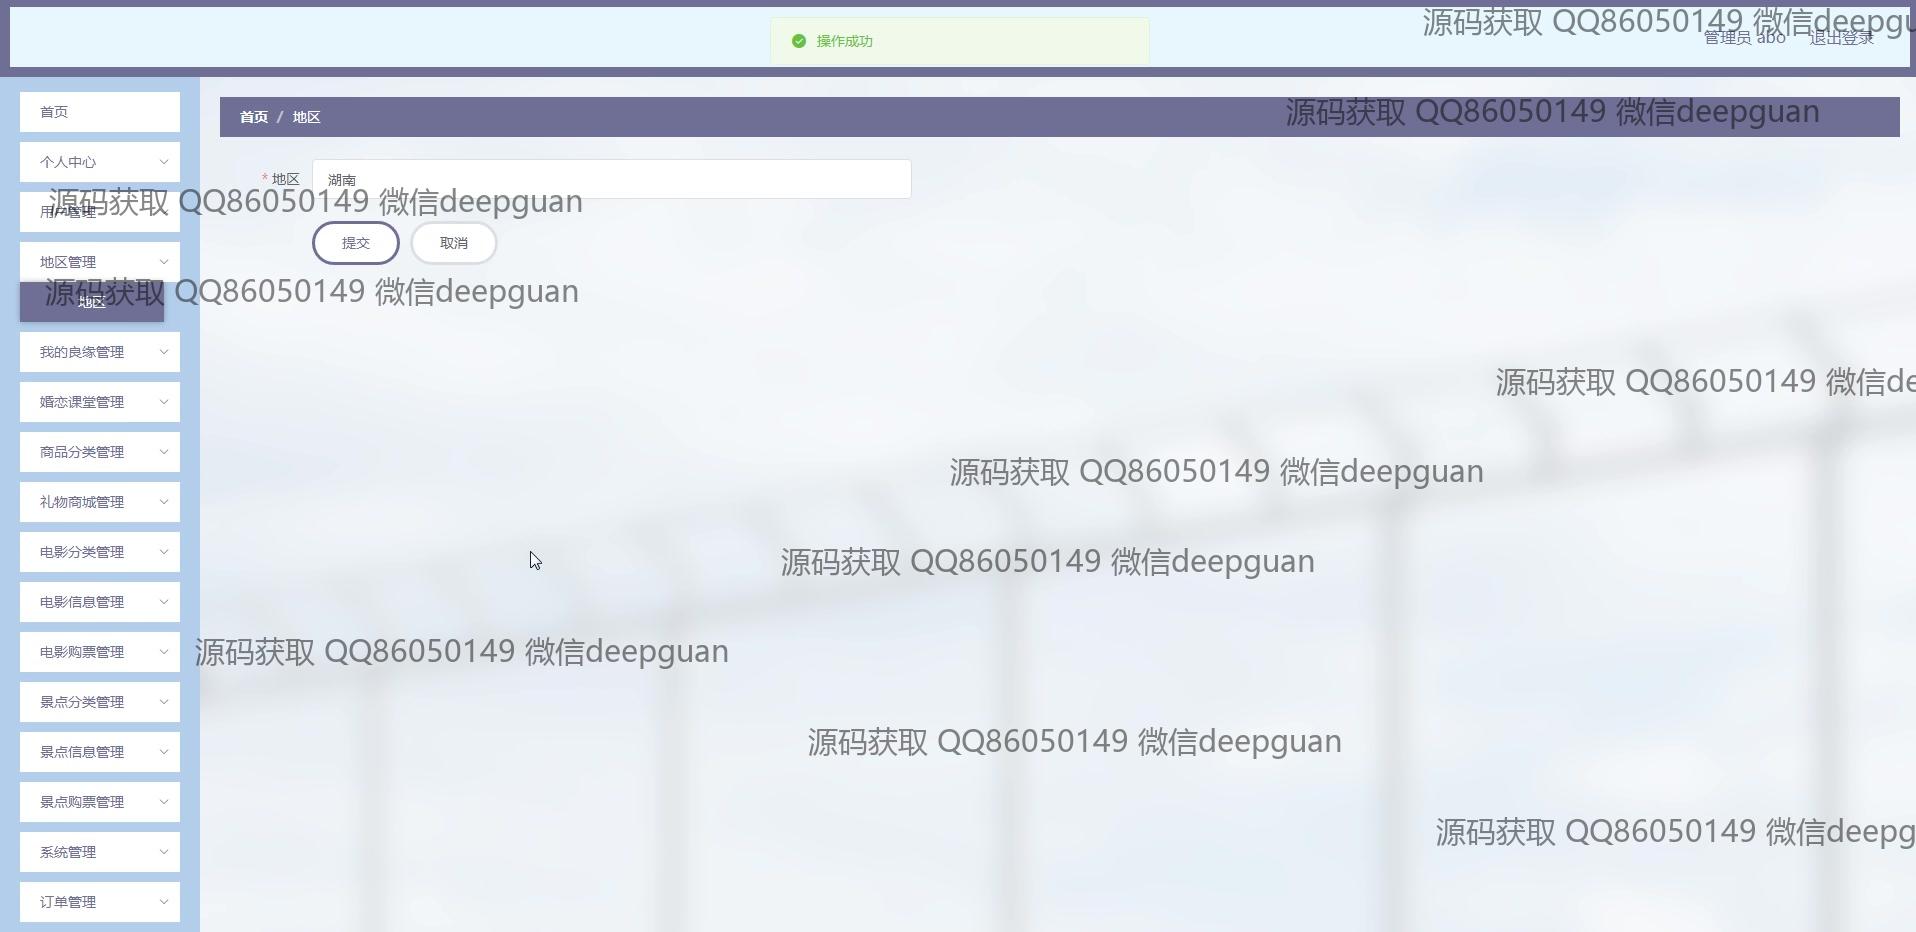 操作成功
源码获取 QQ86050149 微信deepgu
管理员 abo
退出登录
首页
首页 / 地区
源码获取 QQ86050149 微信deepguan
个人中心
* 地区
湖南
源码获取 QQ86050149 微信deepguan
用户管理
提交
取消
地区管理
源码获取 QQ86050149 微信deepguan
地区
我的良缘管理
源码获取 QQ86050149 微信de
婚恋课堂管理
商品分类管理
源码获取 QQ86050149 微信deepguan
礼物商城管理
电影分类管理
源码获取 QQ86050149 微信deepguan
电影信息管理
电影购票管理
源码获取 QQ86050149 微信deepguan
景点分类管理
景点信息管理
源码获取 QQ86050149 微信deepguan
景点购票管理
源码获取 QQ86050149 微信deepg
系统管理
订单管理